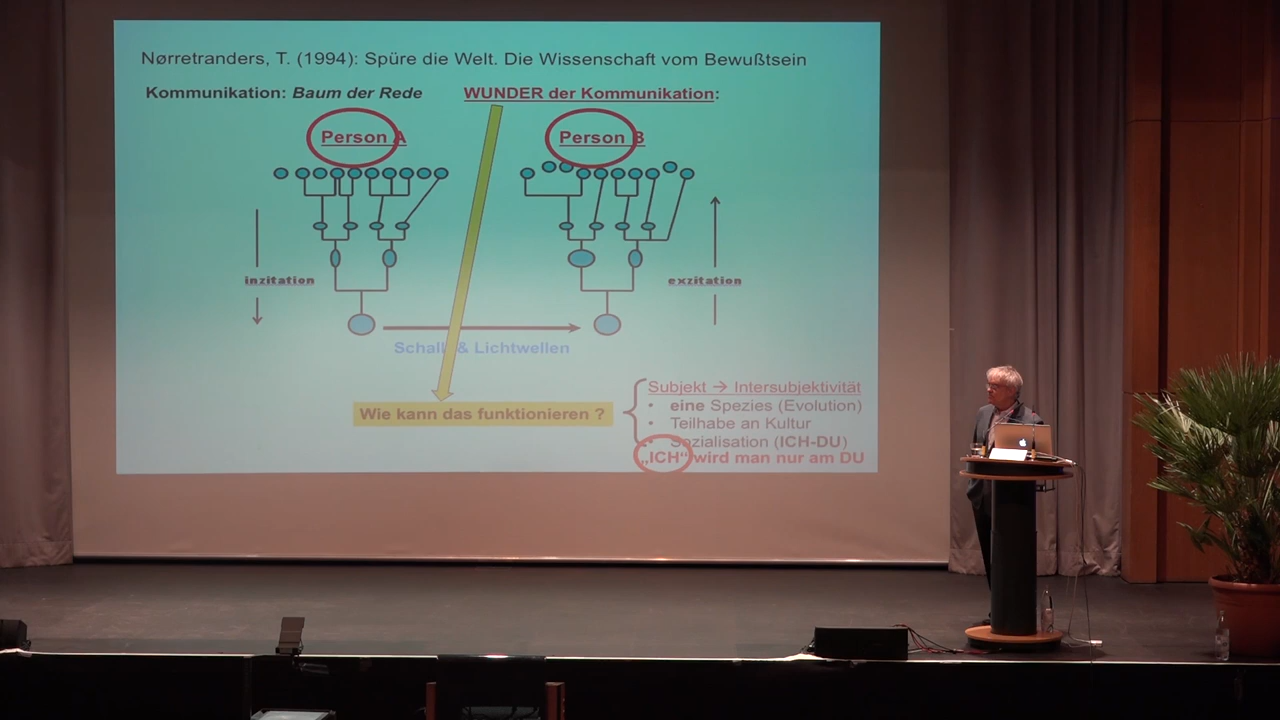 Nørretranders, T. (1994): Spüre die Welt. Die Wissenschaft vom Bewußtsein
Kommunikation: Baum der Rede
WUNDER der Kommunikation:
Person A
Person B
inzitation
exzitation
Schall & Lichtwellen
Wie kann das funktionieren ?
Subjekt → Intersubjektivität
• eine Spezies (Evolution)
• Teilhabe an Kultur
• Sozialisation (ICH-DU)
„ICH“ wird man nur am DU